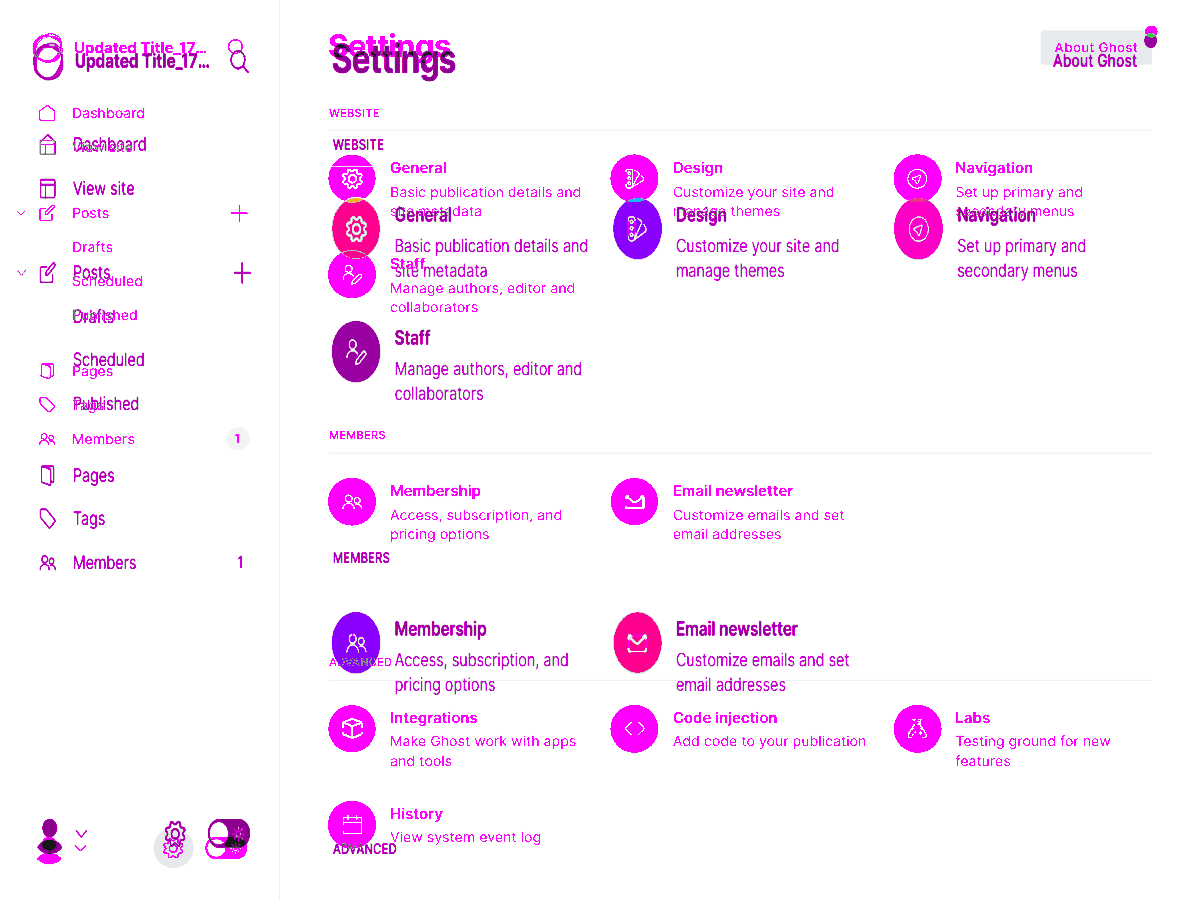 Updated Title_17...
Updated Title_17...
Dashboard
Dashboard
View site
View site
Posts
Drafts
Posts
Scheduled
Published
Drafts
Scheduled
Pages
Published
Tags
Members 1
Pages
Tags
Members 1
Settings
Settings
About Ghost
About Ghost
WEBSITE
WEBSITE
General
Basic publication details and
site metadata
Design
Customize your site and
manage themes
Navigation
Set up primary and
secondary menus
General
Basic publication details and
site metadata
Design
Customize your site and
manage themes
Navigation
Set up primary and
secondary menus
Staff
Manage authors, editor and
collaborators
Staff
Manage authors, editor and
collaborators
MEMBERS
Membership
Access, subscription, and
pricing options
Email newsletter
Customize emails and set
email addresses
MEMBERS
Membership
Access, subscription, and
pricing options
Email newsletter
Customize emails and set
email addresses
ADVANCED
Integrations
Make Ghost work with apps
and tools
Code injection
Add code to your publication
Labs
Testing ground for new
features
History
View system event log
ADVANCED